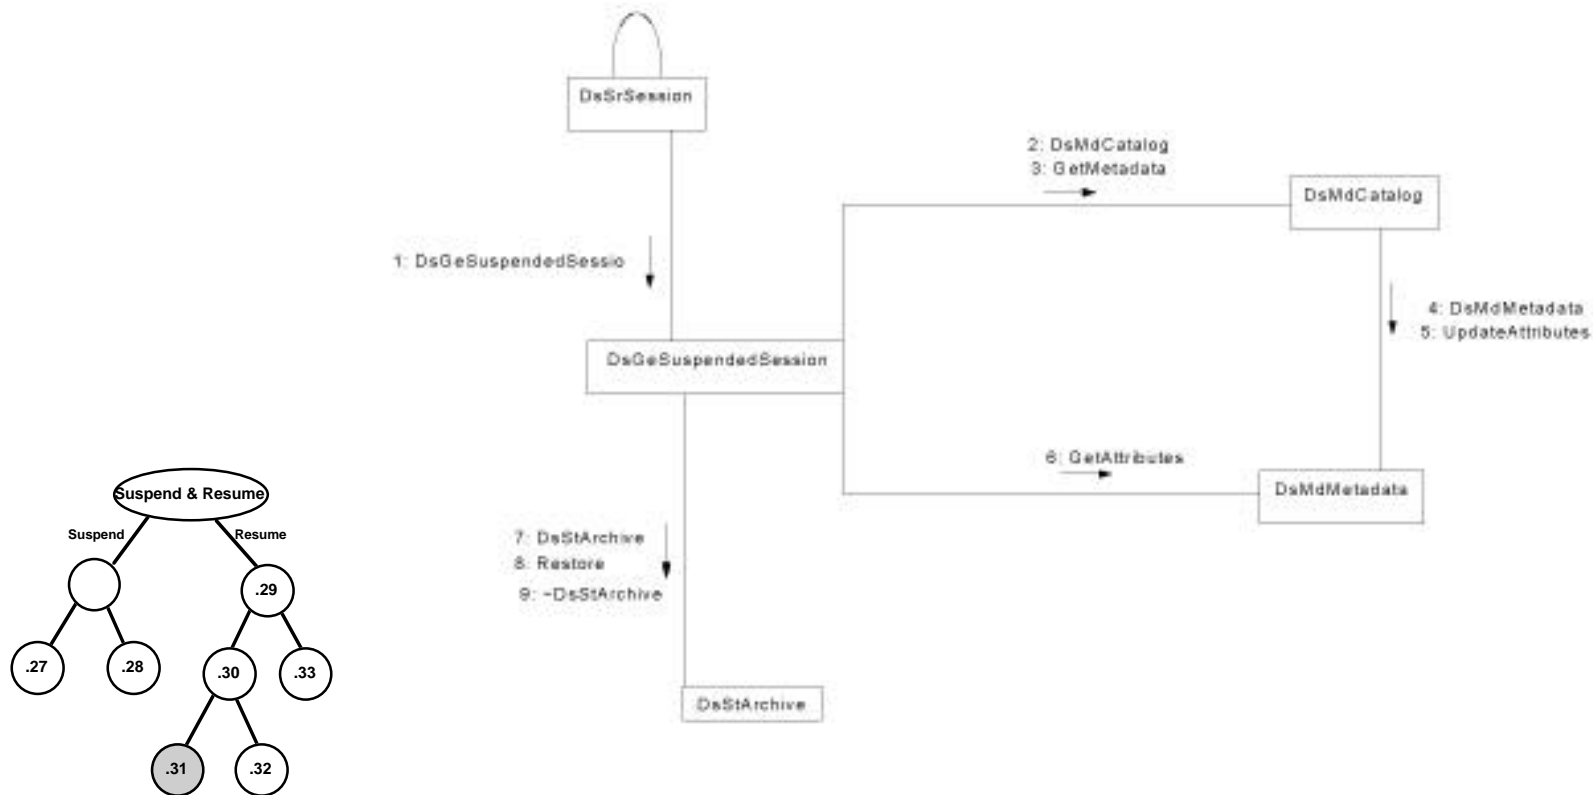 DsSrSession
2: DsMdCatalog
3: GetMetadata
DsMdCatalog
1: DsGeSuspendedSessio
4: DsMdMetadata
5: UpdateAttributes
DsGeSuspendedSession
6: GetAttributes
DsMdMetadata
7: DsStArchive
8: Restore
9: ~DsStArchive
DsStArchive
Suspend & Resume
Suspend
Resume
.29
.27
.28
.30
.33
.31
.32